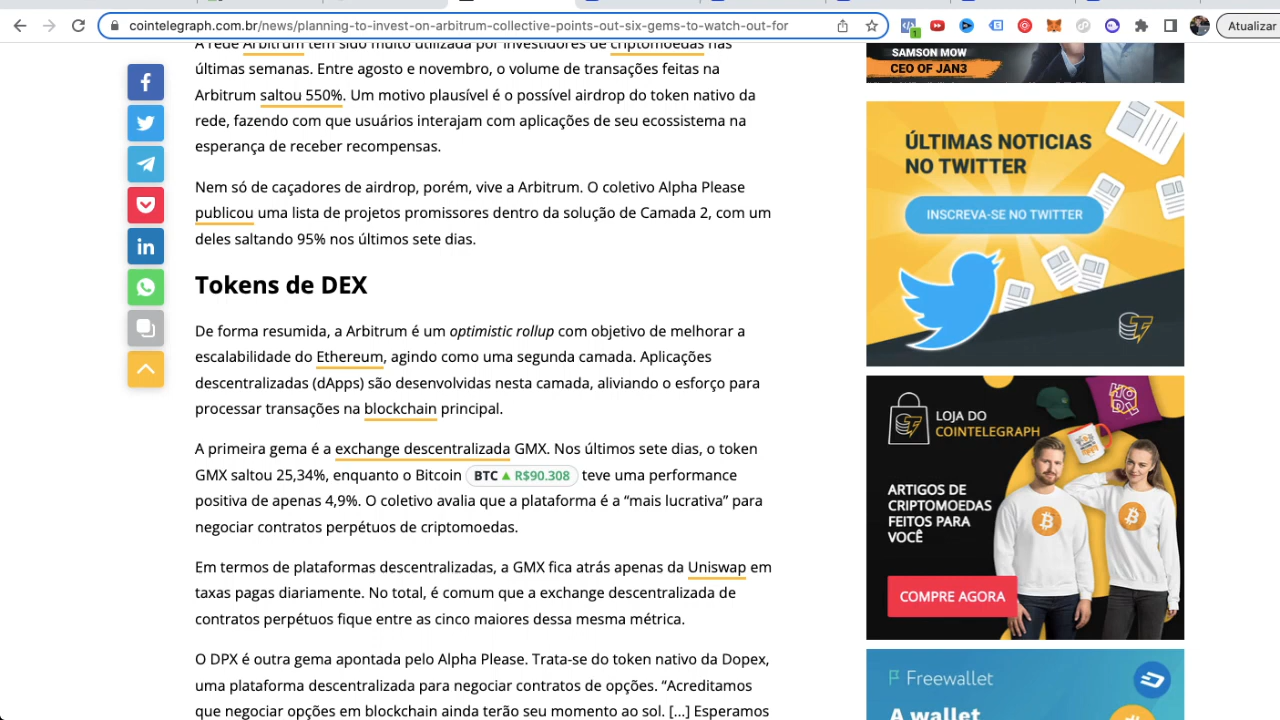 cointelegraph.com.br/news/planning-to-invest-on-arbitrum-collective-points-out-six-gems-to-watch-out-for
1
Atualizar
A rede Arbitrum tem sido muito utilizada por investidores de criptomoedas nas
últimas semanas. Entre agosto e novembro, o volume de transações feitas na
Arbitrum saltou 550%. Um motivo plausível é o possível airdrop do token nativo da
rede, fazendo com que usuários interajam com aplicações de seu ecossistema na
esperança de receber recompensas.
Nem só de caçadores de airdrop, porém, vive a Arbitrum. O coletivo Alpha Please
publicou uma lista de projetos promissores dentro da solução de Camada 2, com um
deles saltando 95% nos últimos sete dias.
Tokens de DEX
De forma resumida, a Arbitrum é um optimistic rollup com objetivo de melhorar a
escalabilidade do Ethereum, agindo como uma segunda camada. Aplicações
descentralizadas (dApps) são desenvolvidas nesta camada, aliviando o esforço para
processar transações na blockchain principal.
A primeira gema é a exchange descentralizada GMX. Nos últimos sete dias, o token
GMX saltou 25,34%, enquanto o Bitcoin BTC ▲ R$90.308 teve uma performance
positiva de apenas 4,9%. O coletivo avalia que a plataforma é a “mais lucrativa” para
negociar contratos perpétuos de criptomoedas.
Em termos de plataformas descentralizadas, a GMX fica atrás apenas da Uniswap em
taxas pagas diariamente. No total, é comum que a exchange descentralizada de
contratos perpétuos fique entre as cinco maiores dessa mesma métrica.
O DPX é outra gema apontada pelo Alpha Please. Trata-se do token nativo da Dopex,
uma plataforma descentralizada para negociar contratos de opções. “Acreditamos
que negociar opções em blockchain ainda terão seu momento ao sol. [...] Esperamos
SAMSON MOW
CEO OF JAN3
ÚLTIMAS NOTICIAS
NO TWITTER
INSCREVA-SE NO TWITTER
LOJA DO
COINTELEGRAPH
HODL
ARTIGOS DE
CRIPTOMOEDAS
FEITOS PARA
VOCÊ
COMPRE AGORA
Freewallet
A wallet